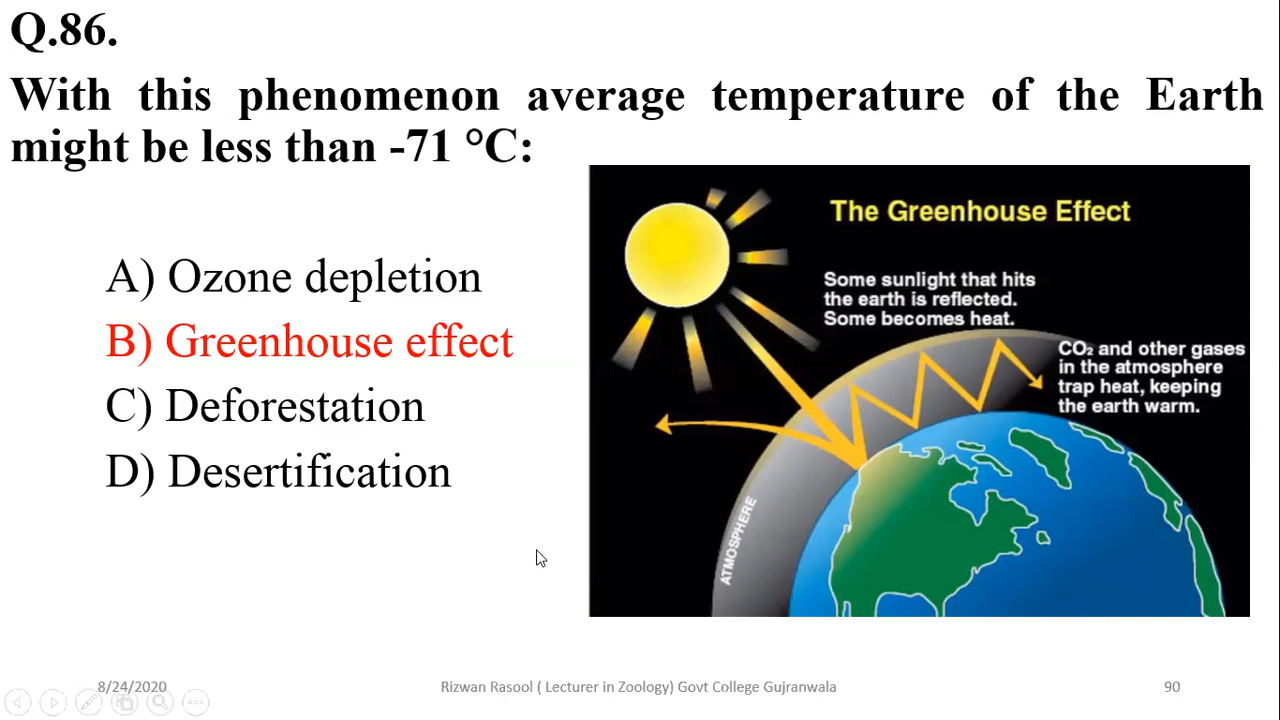 Q.86.
With this phenomenon average temperature of the Earth
might be less than -71 °C:
A) Ozone depletion
B) Greenhouse effect
C) Deforestation
D) Desertification
The Greenhouse Effect
Some sunlight that hits
the earth is reflected.
Some becomes heat.
CO₂ and other gases
in the atmosphere
trap heat, keeping
the earth warm.
ATMOSPHERE
8/24/2020
Rizwan Rasool ( Lecturer in Zoology) Govt College Gujranwala
90